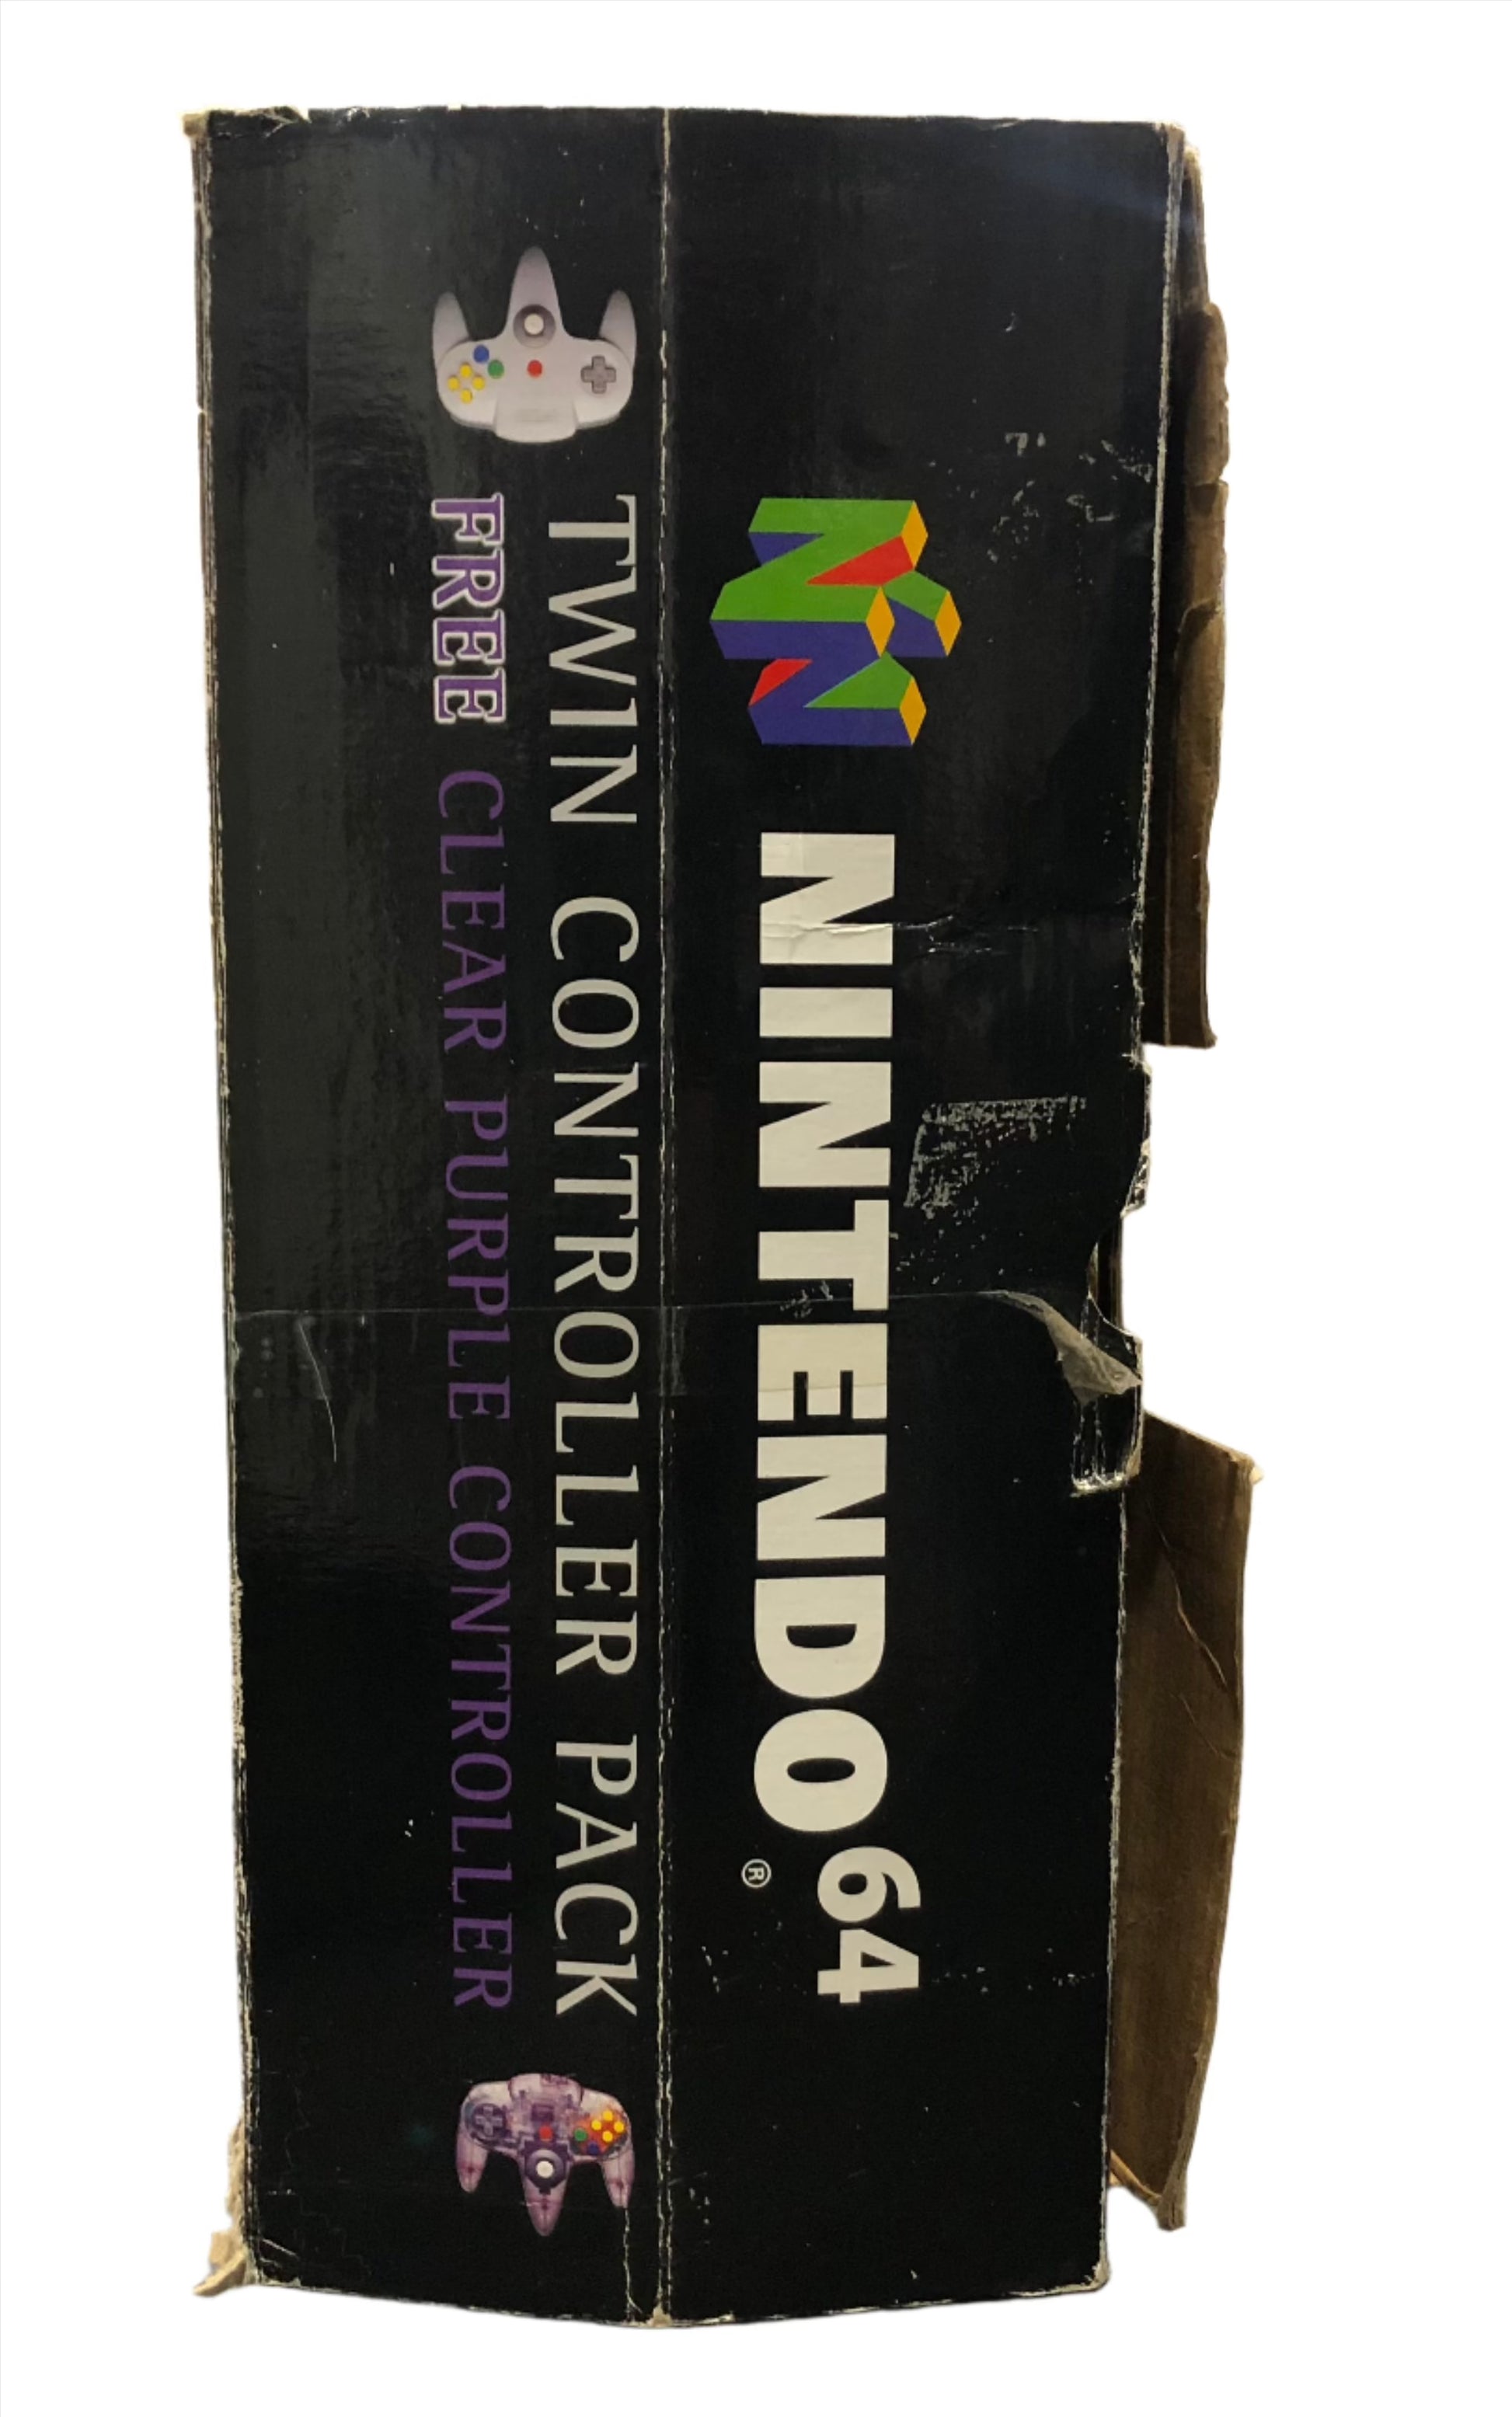 NINTENDO64®
TWIN CONTROLLER PACK
FREE CLEAR PURPLE CONTROLLER